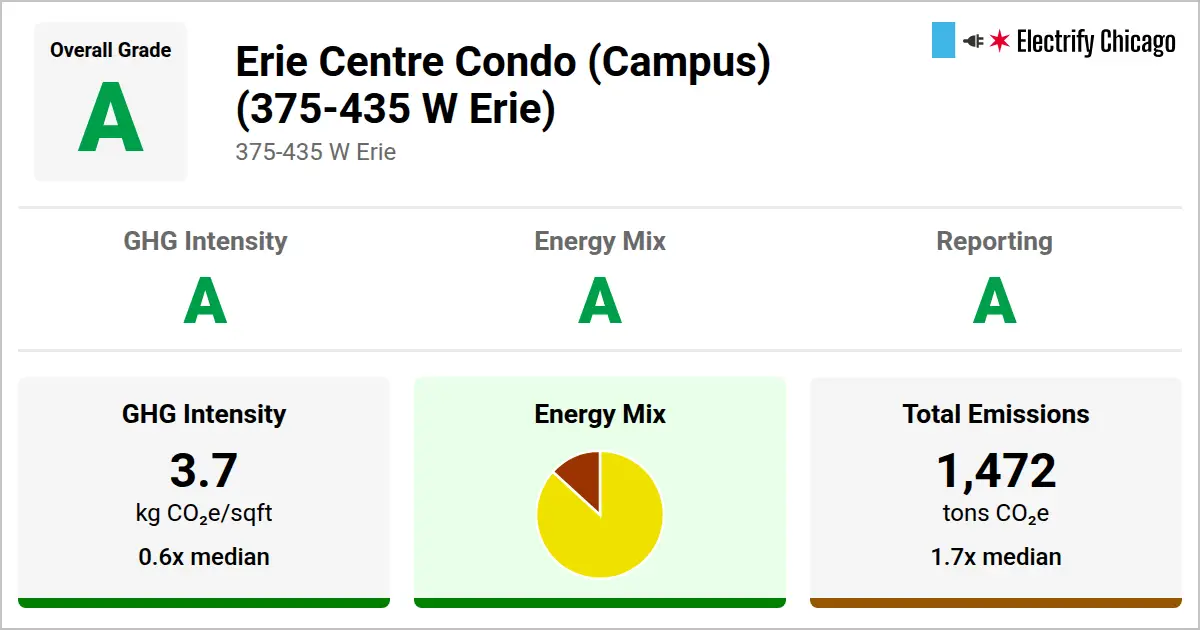 Overall Grade
A
Erie Centre Condo (Campus)
(375-435 W Erie)
375-435 W Erie
Electrify Chicago
GHG Intensity
A
Energy Mix
A
Reporting
A
GHG Intensity
3.7
kg CO₂e/sqft
0.6x median
Energy Mix
Total Emissions
1,472
tons CO₂e
1.7x median